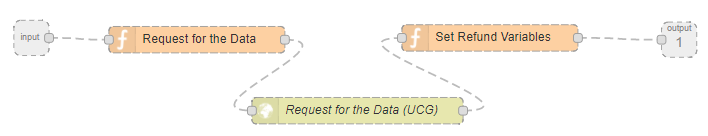 input
Request for the Data
Request for the Data (UCG)
Set Refund Variables
output
1